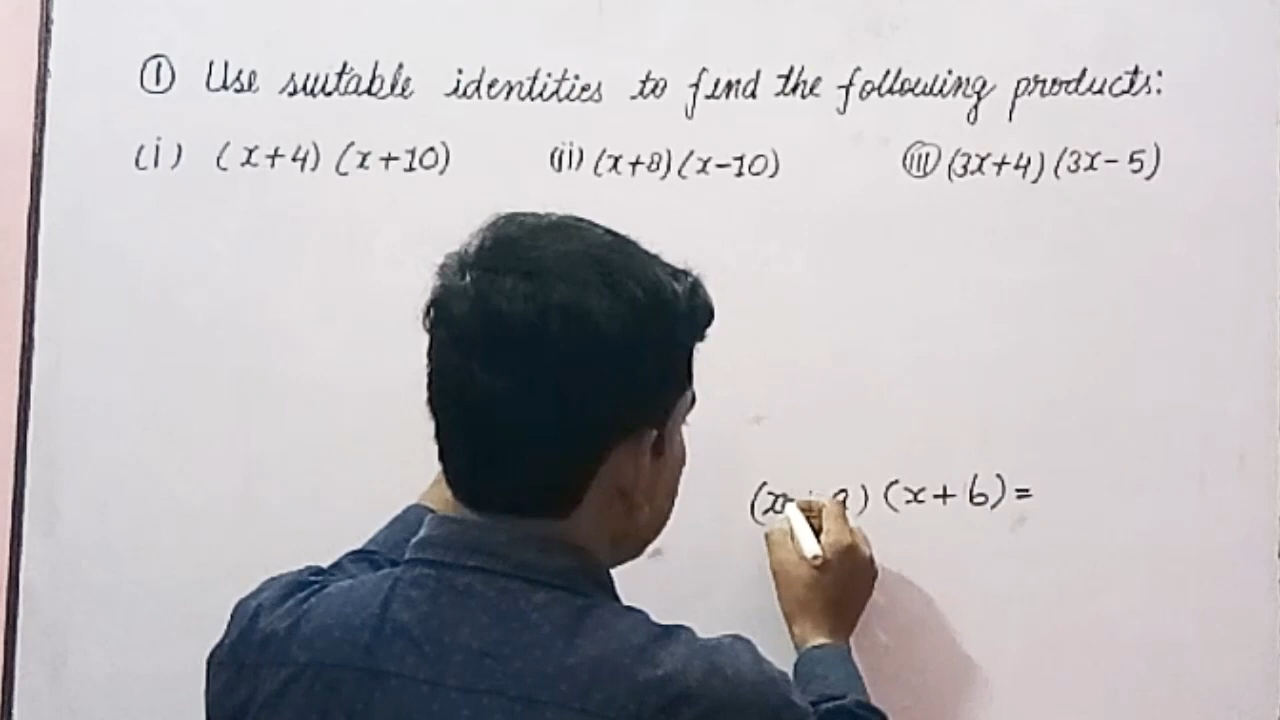 ① Use suitable identities to find the following products:
(i) (x+4) (x+10) (ii) (x+8) (x-10) (iii) (3x+4) (3x-5)
(x+a) (x+b) =